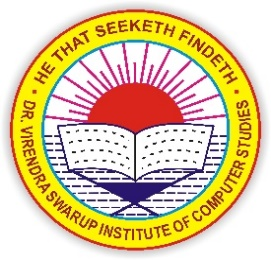 • HE THAT SEEKETH FINDETH •
DR. VIRENDRA SWARUP INSTITUTE OF COMPUTER STUDIES